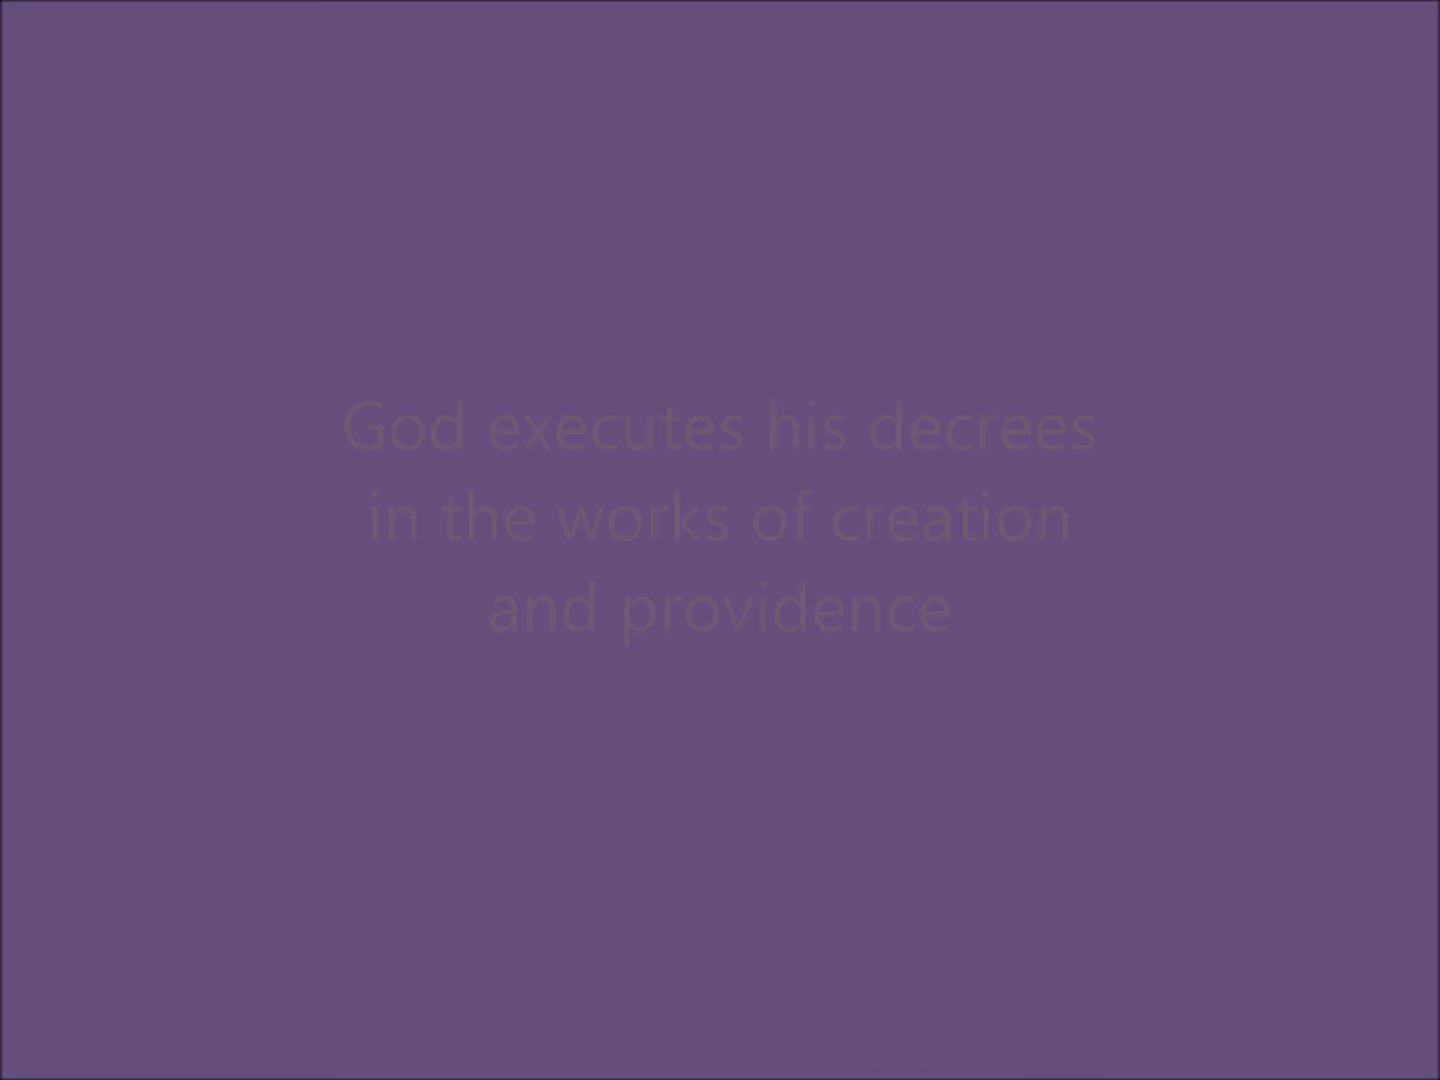 God executes his decrees
in the works of creation
and providence